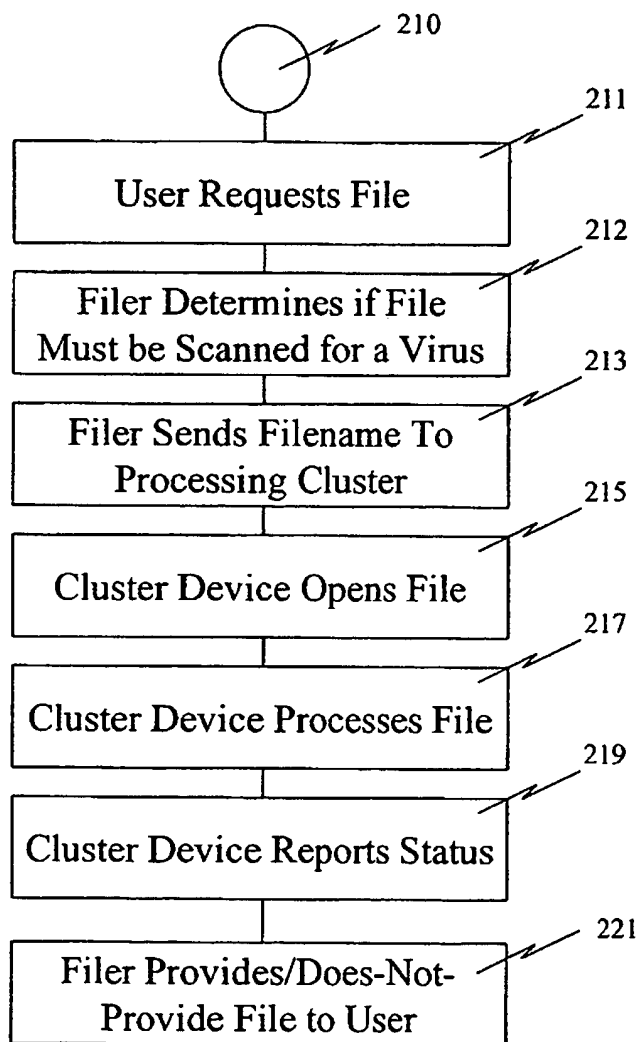 210
211
User Requests File
212
Filer Determines if File
Must be Scanned for a Virus
213
Filer Sends Filename To
Processing Cluster
215
Cluster Device Opens File
217
Cluster Device Processes File
219
Cluster Device Reports Status
221
Filer Provides/Does-Not-
Provide File to User